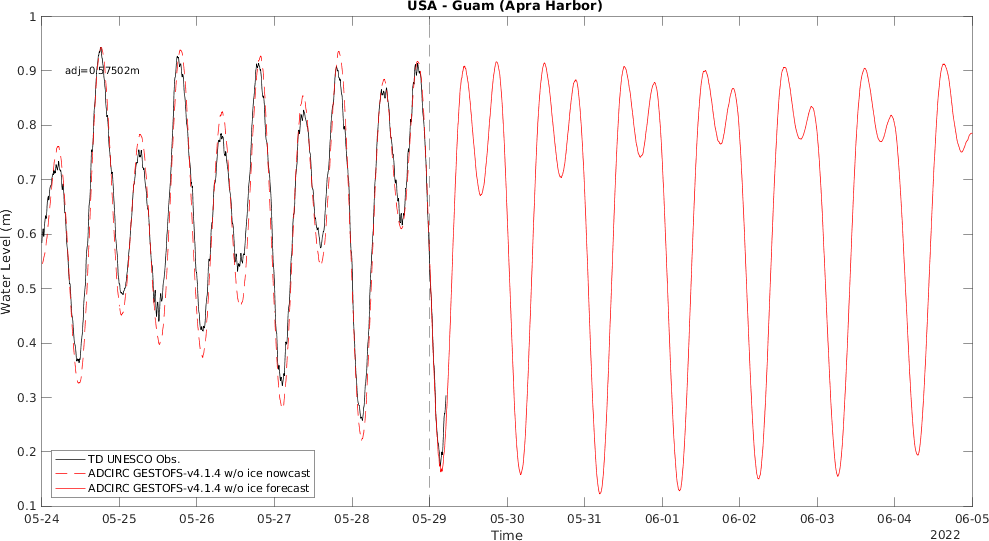 USA - Guam (Apra Harbor)
1
0.9
0.8
0.7
0.6
0.5
0.4
0.3
0.2
0.1
Water Level (m)
adj=0.57502m
TD UNESCO Obs.
ADCIRC GESTOFS-v4.1.4 w/o ice nowcast
ADCIRC GESTOFS-v4.1.4 w/o ice forecast
05-24 05-25 05-26 05-27 05-28 05-29 05-30 05-31 06-01 06-02 06-03 06-04 06-05
Time
2022